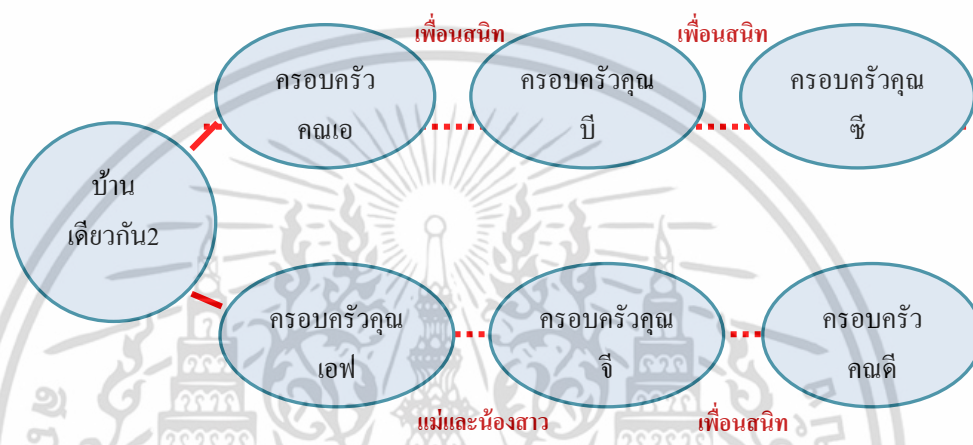 เพื่อนสนิท
เพื่อนสนิท
ครอบครัว
คณเอ
ครอบครัวคุณ
บี
ครอบครัวคุณ
ซี
บ้าน
เดียวกัน2
ครอบครัวคุณ
เอฟ
ครอบครัวคุณ
จี
ครอบครัว
คณดี
แม่และน้องสาว
เพื่อนสนิท